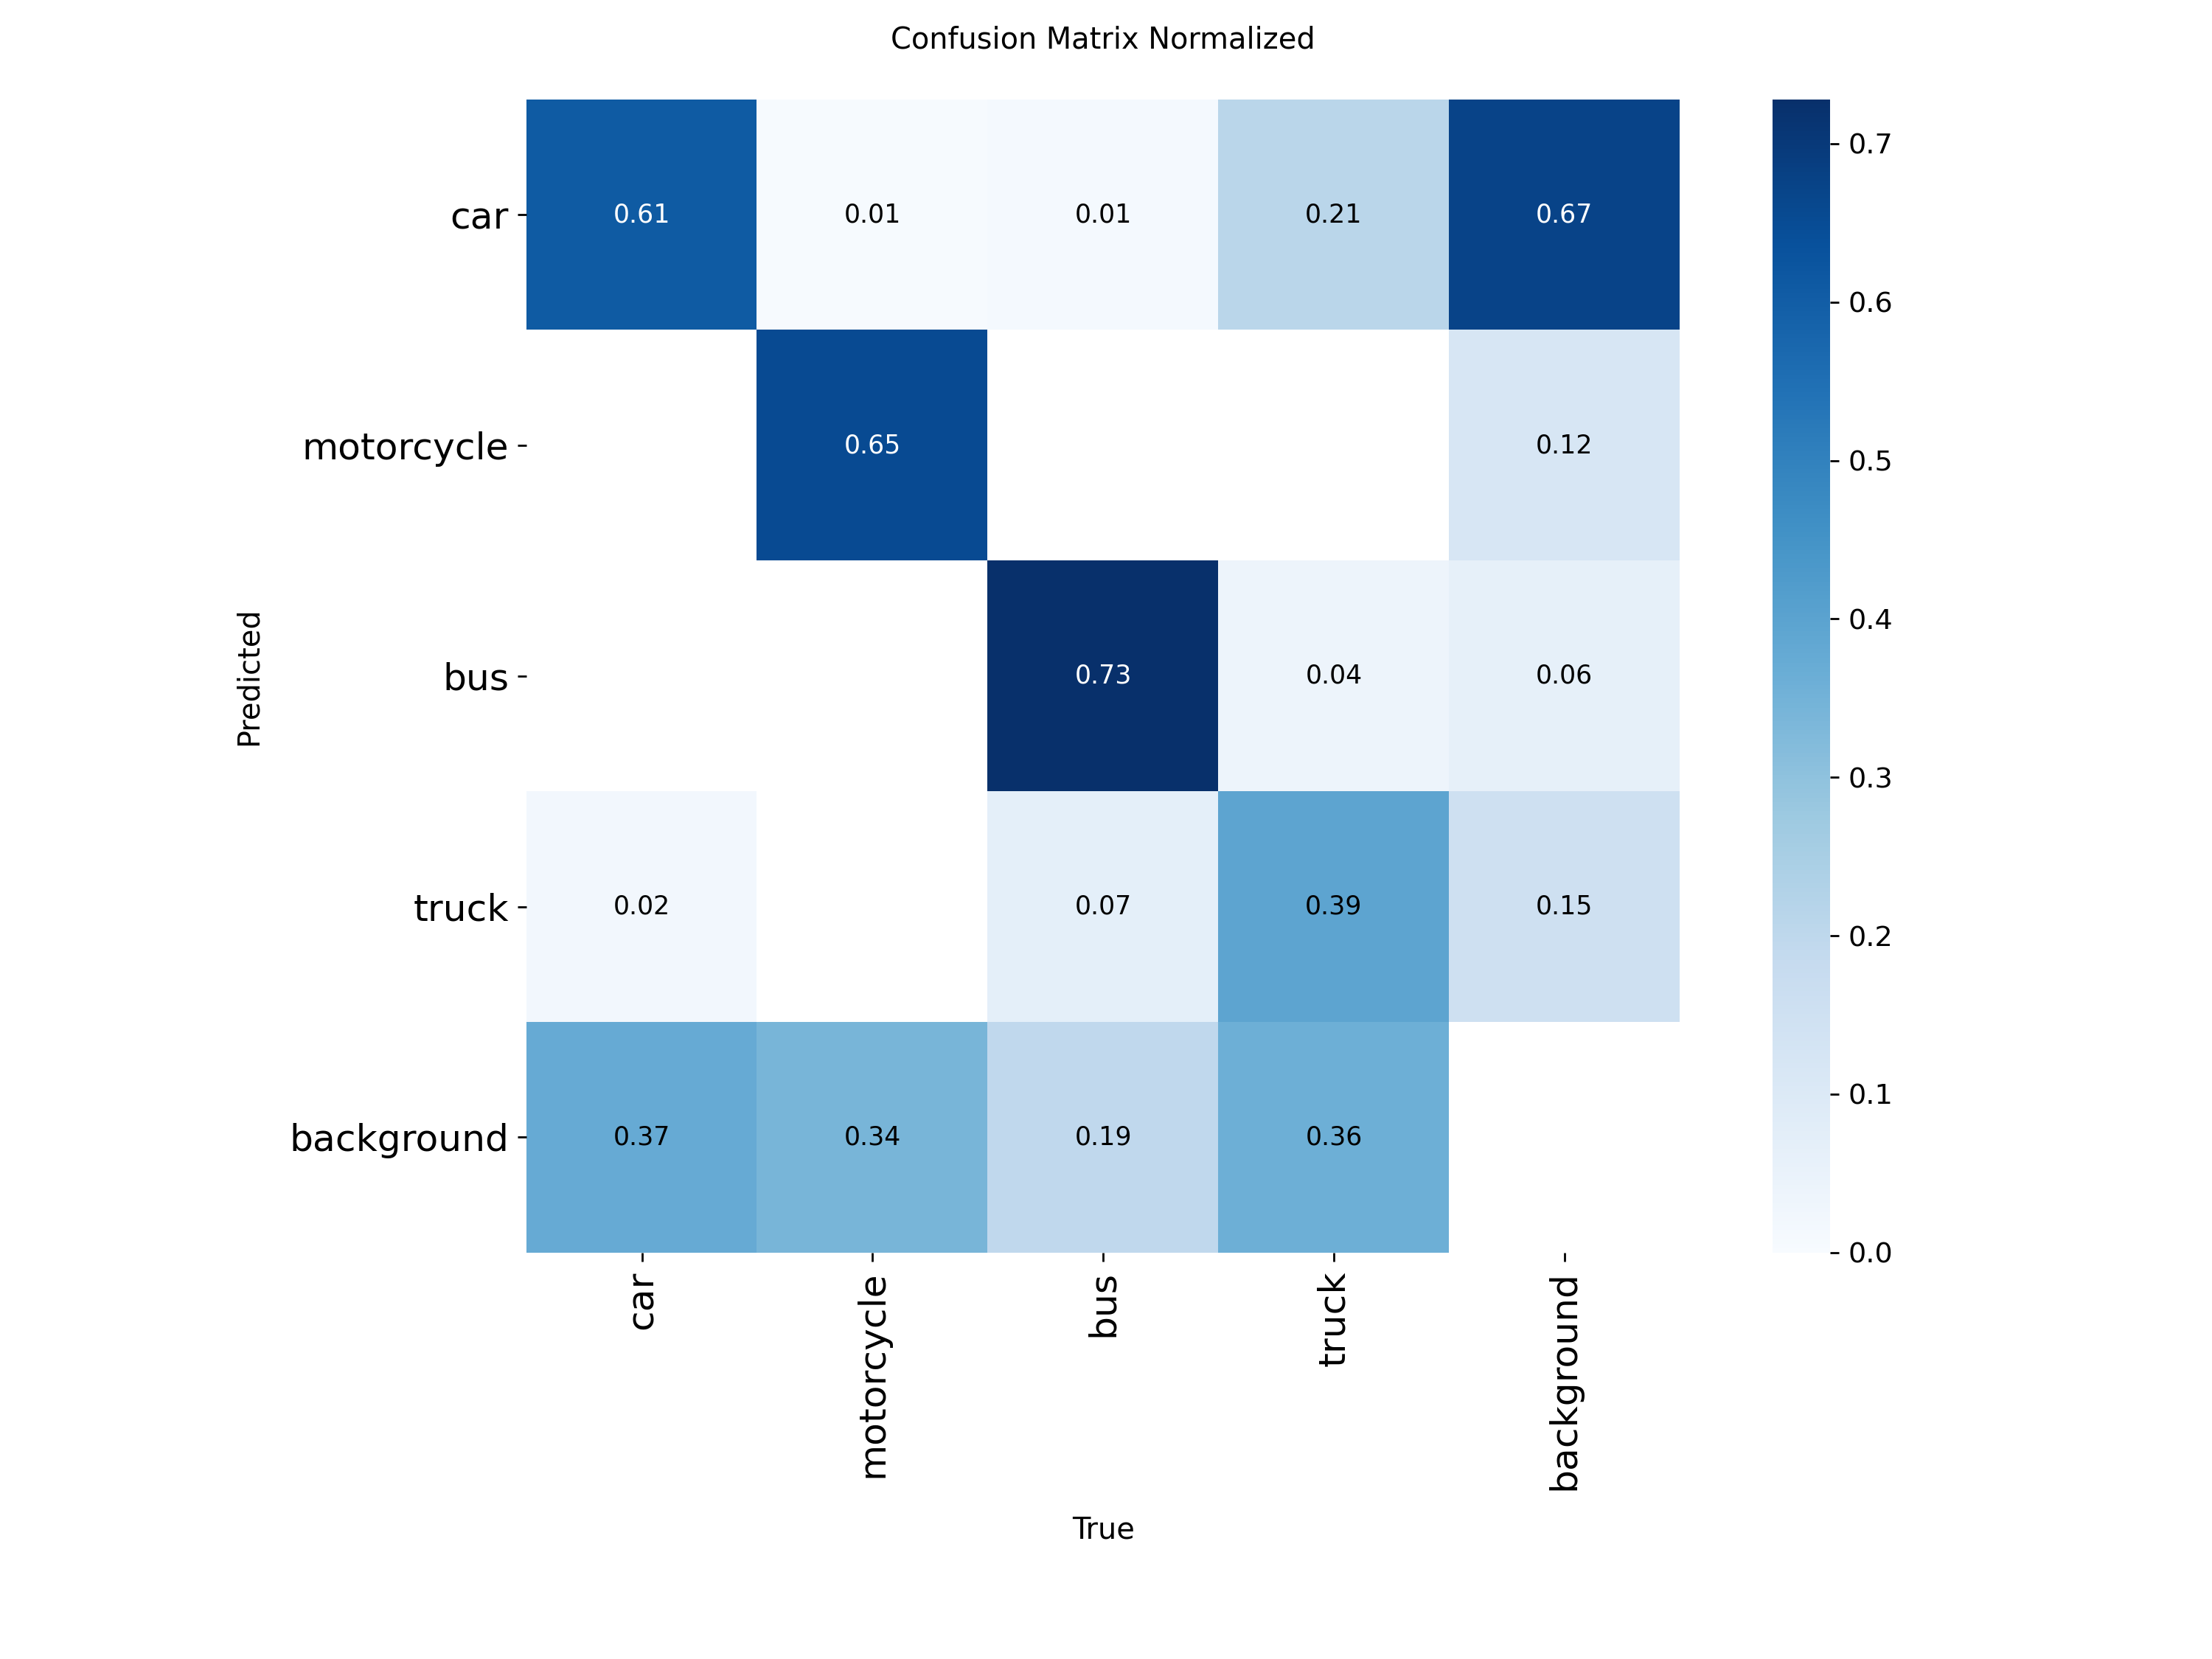 Confusion Matrix Normalized
car 0.61 0.01 0.01 0.21 0.67
motorcycle 0.65 0.12
bus 0.73 0.04 0.06
truck 0.02 0.07 0.39 0.15
background 0.37 0.34 0.19 0.36
Predicted
car motorcycle bus truck background
True
0.7
0.6
0.5
0.4
0.3
0.2
0.1
0.0